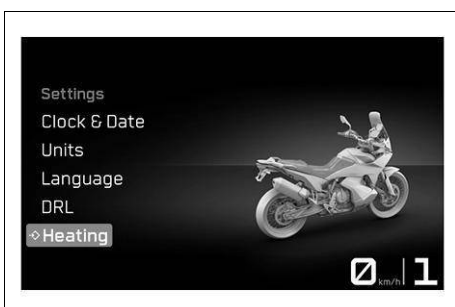 Settings
Clock & Date
Units
Language
DRL
Heating
0 km/h 1